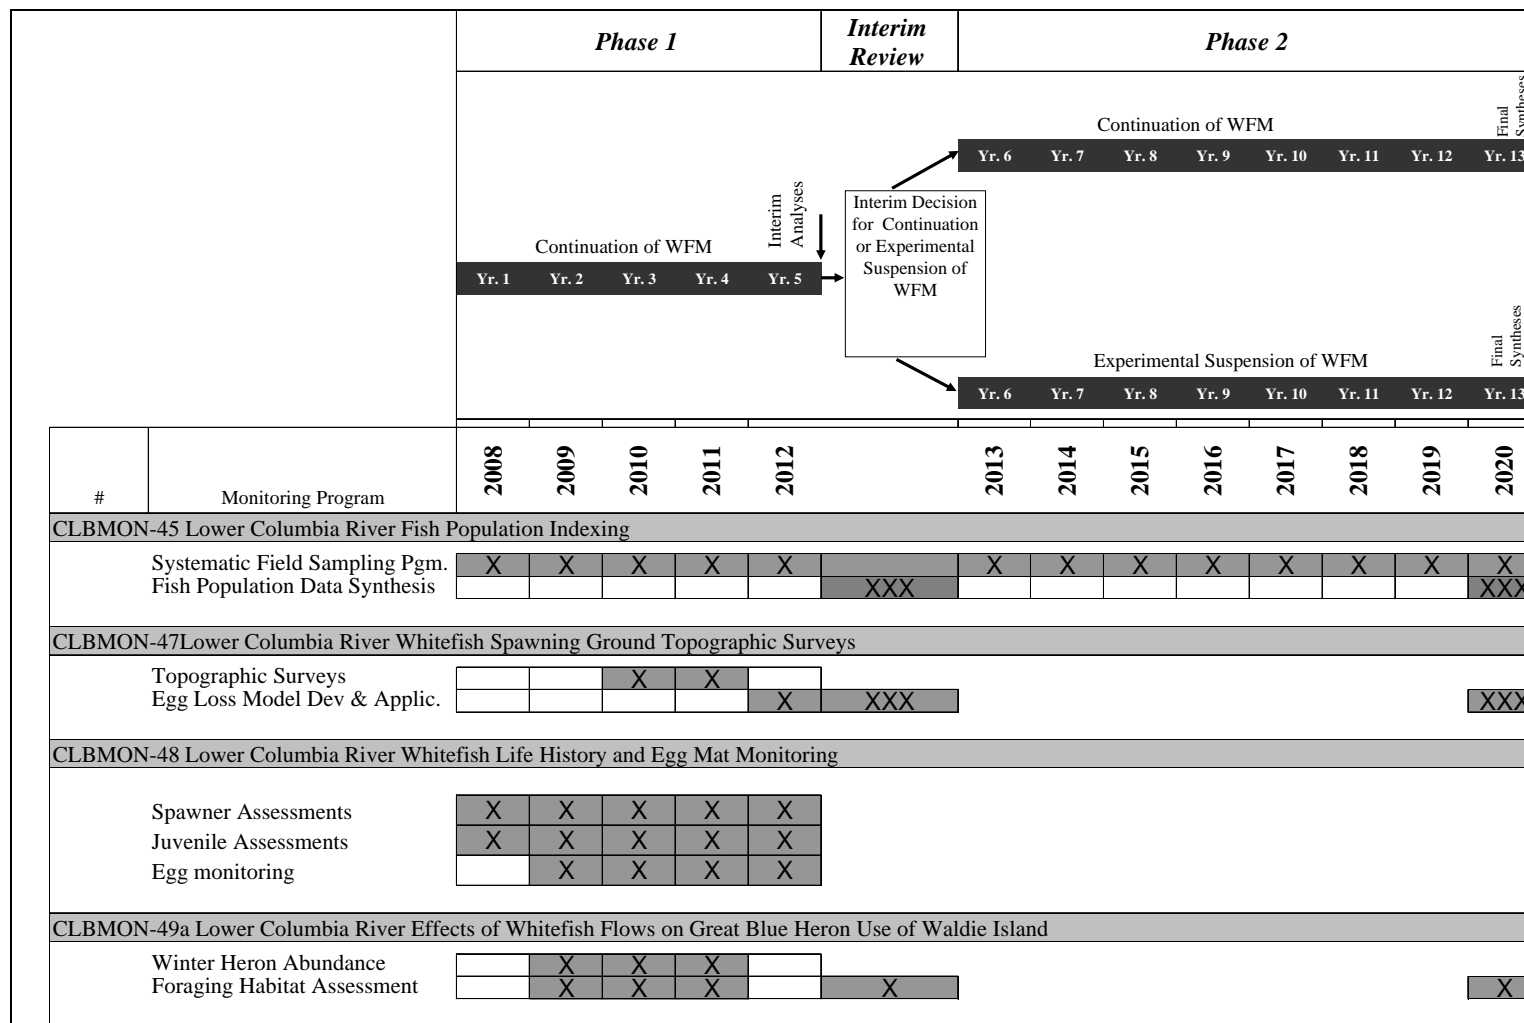 Phase 1
Interim
Review
Phase 2
Final
Syntheses
Continuation of WFM
Yr. 6 Yr. 7 Yr. 8 Yr. 9 Yr. 10 Yr. 11 Yr. 12 Yr. 13
Interim
Analyses
Continuation of WFM
Yr. 1 Yr. 2 Yr. 3 Yr. 4 Yr. 5
Interim Decision
for Continuation
or Experimental
Suspension of
WFM
Final
Syntheses
Experimental Suspension of WFM
Yr. 6 Yr. 7 Yr. 8 Yr. 9 Yr. 10 Yr. 11 Yr. 12 Yr. 13
# Monitoring Program 2008 2009 2010 2011 2012 2013 2014 2015 2016 2017 2018 2019 2020
CLBMON-45 Lower Columbia River Fish Population Indexing
Systematic Field Sampling Pgm. X X X X X X X X X X X X X
Fish Population Data Synthesis XXX XXX
CLBMON-47Lower Columbia River Whitefish Spawning Ground Topographic Surveys
Topographic Surveys X X
Egg Loss Model Dev & Applic. X XXX XXX
CLBMON-48 Lower Columbia River Whitefish Life History and Egg Mat Monitoring
Spawner Assessments X X X X X
Juvenile Assessments X X X X X
Egg monitoring X X X X
CLBMON-49a Lower Columbia River Effects of Whitefish Flows on Great Blue Heron Use of Waldie Island
Winter Heron Abundance X X X
Foraging Habitat Assessment X X X X X